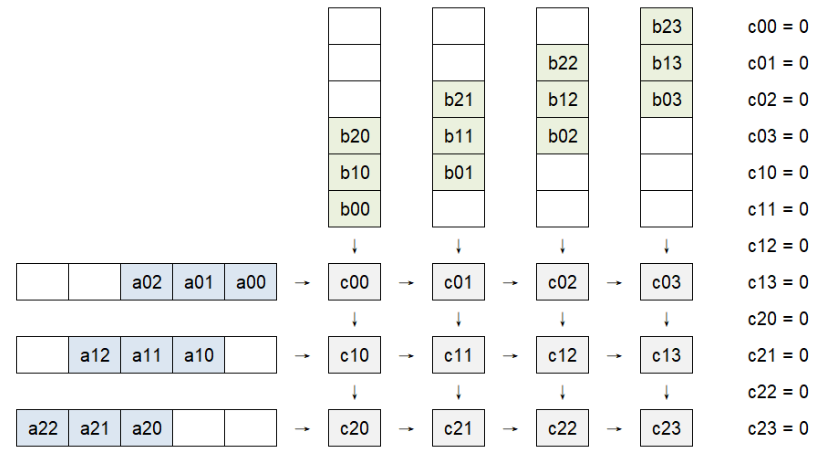 b23 c00 = 0
b22 b13 c01 = 0
b21 b12 b03 c02 = 0
b20 b11 b02 c03 = 0
b10 b01 c10 = 0
b00 c11 = 0
↓ ↓ ↓ ↓ c12 = 0
a02 a01 a00 → c00 → c01 → c02 → c03 c13 = 0
↓ ↓ ↓ ↓ c20 = 0
a12 a11 a10 → c10 → c11 → c12 → c13 c21 = 0
↓ ↓ ↓ ↓ c22 = 0
a22 a21 a20 → c20 → c21 → c22 → c23 c23 = 0